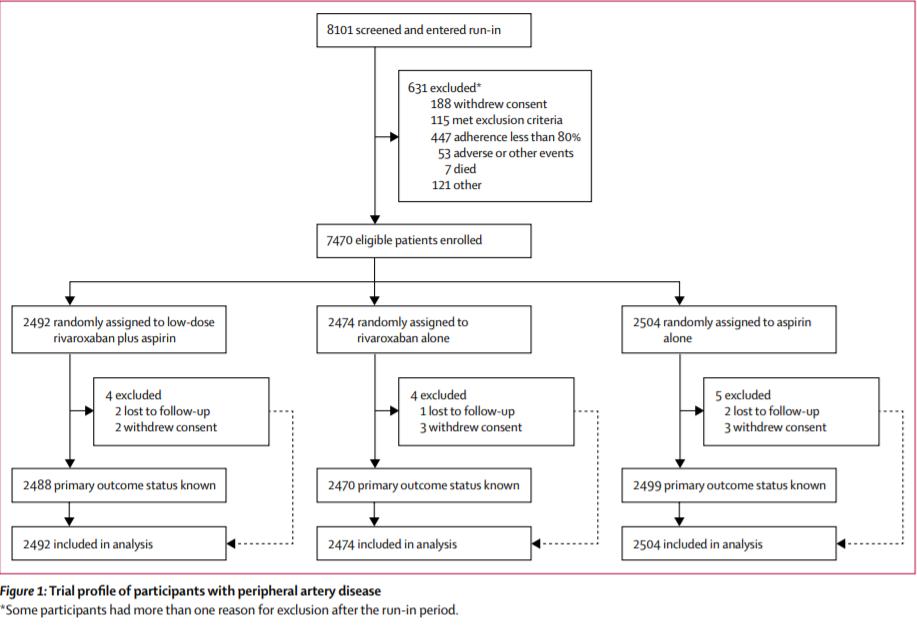 8101 screened and entered run-in
631 excluded*
188 withdrew consent
115 met exclusion criteria
447 adherence less than 80%
53 adverse or other events
7 died
121 other
7470 eligible patients enrolled
2492 randomly assigned to low-dose
rivaroxaban plus aspirin
2474 randomly assigned to
rivaroxaban alone
2504 randomly assigned to aspirin
alone
4 excluded
2 lost to follow-up
2 withdrew consent
4 excluded
1 lost to follow-up
3 withdrew consent
5 excluded
2 lost to follow-up
3 withdrew consent
2488 primary outcome status known
2470 primary outcome status known
2499 primary outcome status known
2492 included in analysis
2474 included in analysis
2504 included in analysis
Figure 1: Trial profile of participants with peripheral artery disease
*Some participants had more than one reason for exclusion after the run-in period.